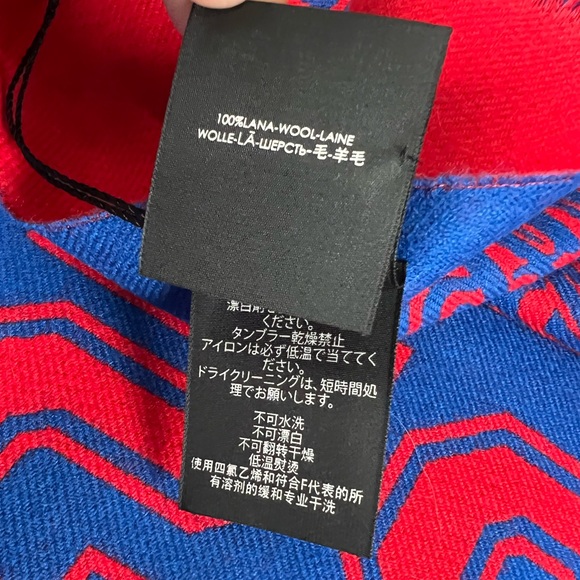 100%LANA-WOOL-LAINE
WOLLE-LÃ-ШЕРСТЬ-毛-羊毛
ください。
タンブラー乾燥禁止
アイロンは必ず低温で当ててく
ださい。
ドライクリーニングは、短時間処
理でお願いします。
不可水洗
不可漂白
不可翻转干燥
低温熨烫
使用四氯乙烯和符合F代表的所
有溶剂的缓和专业干洗